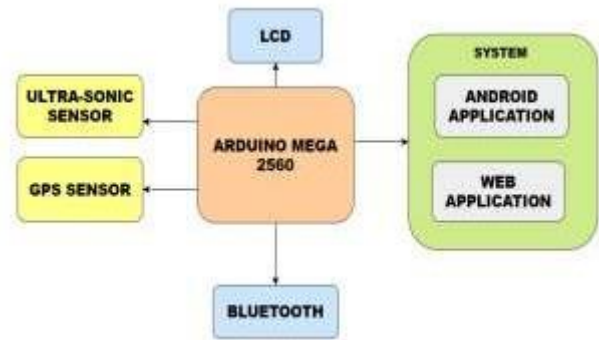 LCD
SYSTEM
ULTRA-SONIC
SENSOR
ANDROID
APPLICATION
ARDUINO MEGA
2560
GPS SENSOR
WEB
APPLICATION
BLUETOOTH